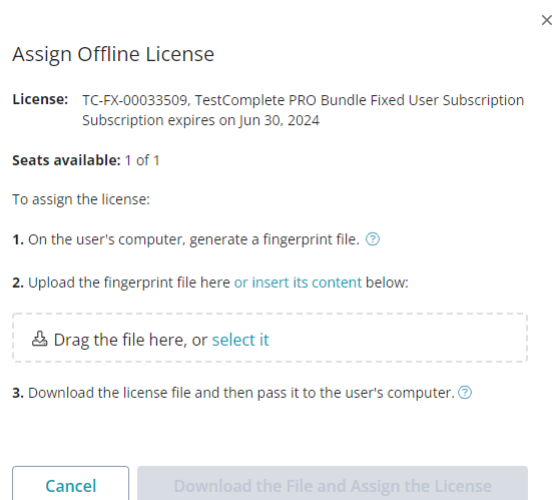 Assign Offline License
License: TC-FX-00033509, TestComplete PRO Bundle Fixed User Subscription
Subscription expires on Jun 30, 2024
Seats available: 1 of 1
To assign the license:
1. On the user's computer, generate a fingerprint file. ?
2. Upload the fingerprint file here or insert its content below:
Drag the file here, or select it
3. Download the license file and then pass it to the user's computer. ?
Cancel Download the File and Assign the License